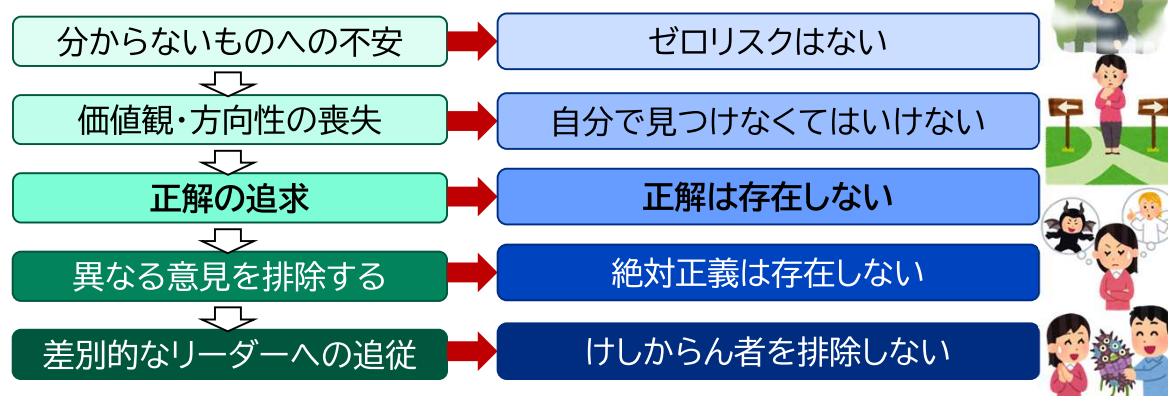 分からないものへの不安
ゼロリスクはない
価値観・方向性の喪失
自分で見つけなくてはいけない
正解の追求
正解は存在しない
異なる意見を排除する
絶対正義は存在しない
差別的なリーダーへの追従
けしからん者を排除しない